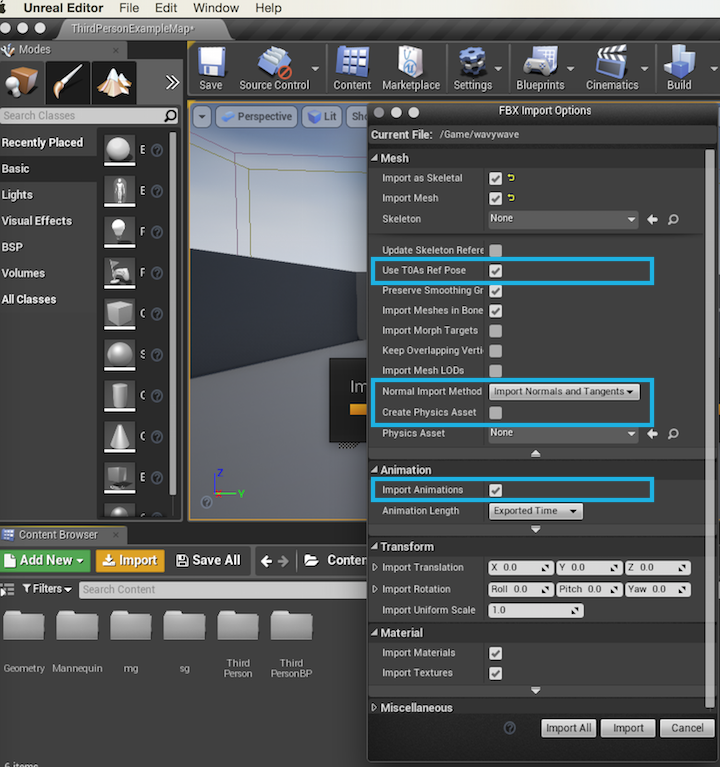 Unreal Editor File Edit Window Help
ThirdPersonExampleMap*
Modes
Search Classes
Recently Placed
Basic
Lights
Visual Effects
BSP
Volumes
All Classes
Save
Source Control
Content
Marketplace
Settings
Blueprints
Cinematics
Build
Perspective
Lit
Sho
FBX Import Options
Current File: /Game/wavywave
Mesh
Import as Skeletal
Import Mesh
Skeleton None
Update Skeleton Refere
Use T0As Ref Pose
Preserve Smoothing Gr
Import Meshes in Bone
Import Morph Targets
Keep Overlapping Verti
Import Mesh LODs
Normal Import Method Import Normals and Tangents
Create Physics Asset
Physics Asset None
Animation
Import Animations
Animation Length Exported Time
Transform
Import Translation X 0.0 Y 0.0 Z 0.0
Import Rotation Roll 0.0 Pitch 0.0 Yaw 0.0
Import Uniform Scale 1.0
Material
Import Materials
Import Textures
Miscellaneous
Import All Import Cancel
Im
Z
Y
Content Browser
Add New Import Save All Conten
Filters Search Content
Geometry
Mannequin
mg
sg
Third
Person
Third
PersonBP